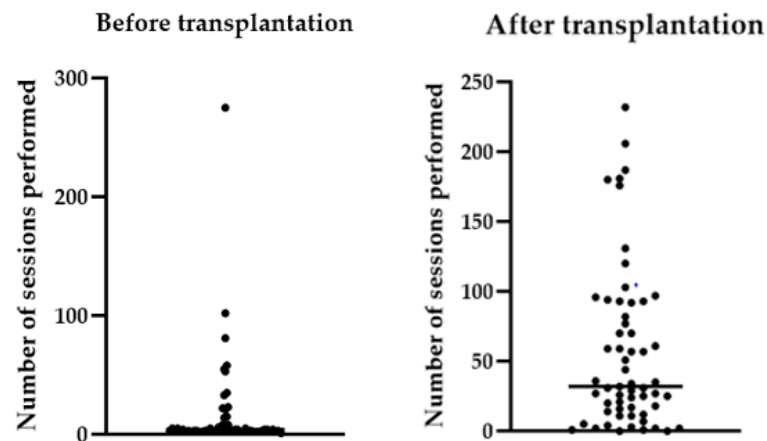 Before transplantation
Number of sessions performed
300
200
100
0
After transplantation
Number of sessions performed
250
200
150
100
50
0